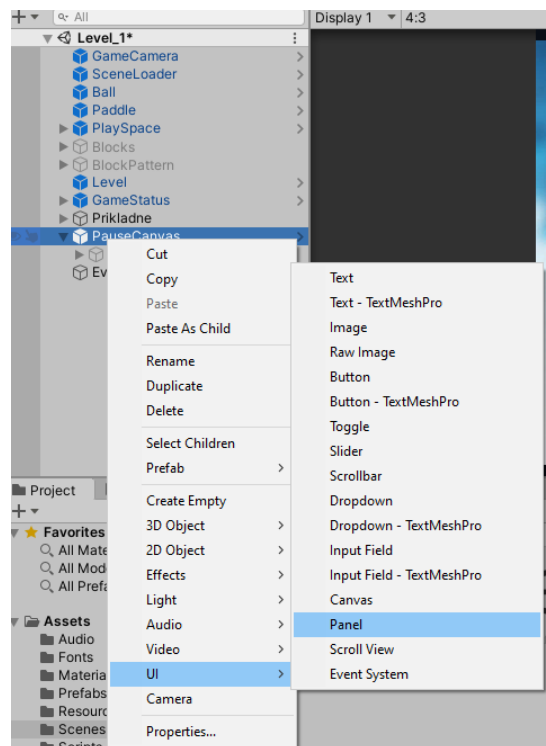 All
Display 1 4:3
Level_1*
GameCamera
SceneLoader
Ball
Paddle
PlaySpace
Blocks
BlockPattern
Level
GameStatus
Prikladne
PauseCanvas
Ev
Cut
Copy
Paste
Paste As Child
Rename
Duplicate
Delete
Select Children
Prefab
Create Empty
3D Object
2D Object
Effects
Light
Audio
Video
UI
Camera
Properties...
Text
Text - TextMeshPro
Image
Raw Image
Button
Button - TextMeshPro
Toggle
Slider
Scrollbar
Dropdown
Dropdown - TextMeshPro
Input Field
Input Field - TextMeshPro
Canvas
Panel
Scroll View
Event System
Project
Favorites
All Mate
All Mod
All Prefa
Assets
Audio
Fonts
Materia
Prefabs
Resourc
Scenes